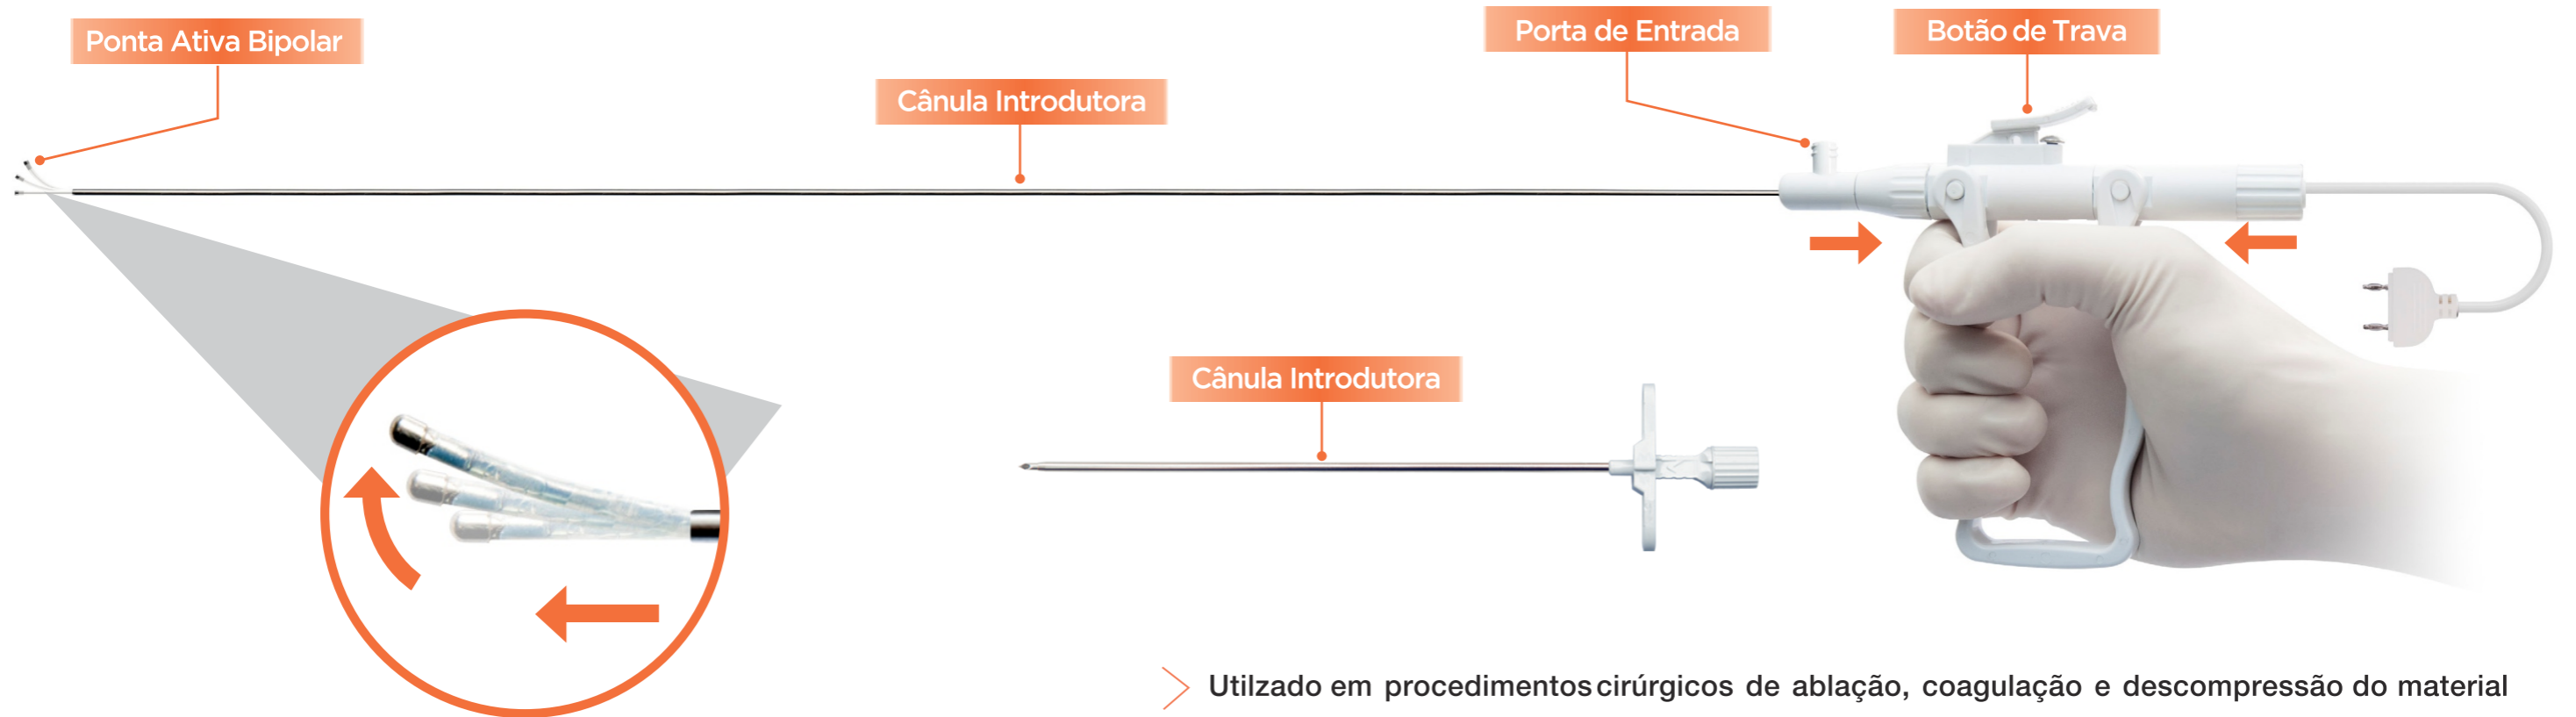 Ponta Ativa Bipolar
Cânula Introdutora
Porta de Entrada
Botão de Trava
Cânula Introdutora
Utilzado em procedimentos cirúrgicos de ablação, coagulação e descompressão do material